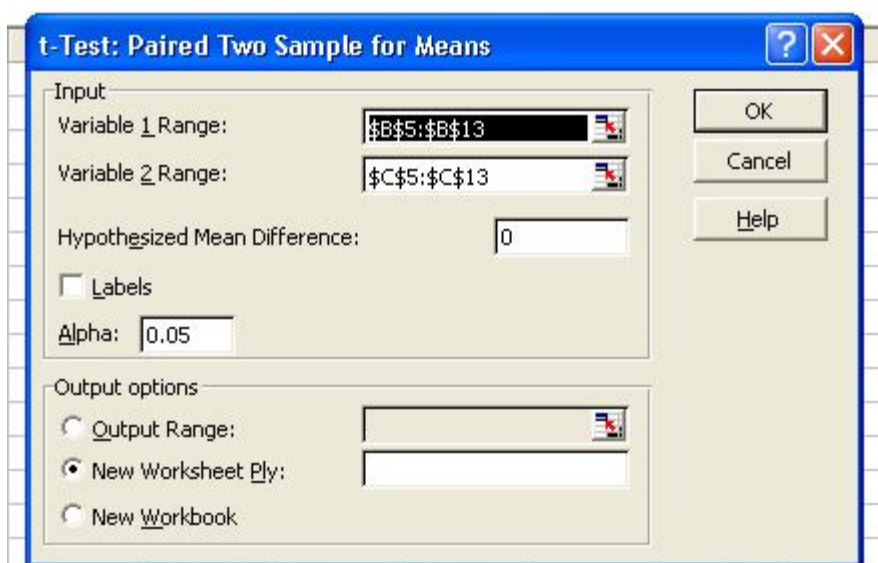 t-Test: Paired Two Sample for Means
Input
Variable 1 Range: $B$5:$B$13
Variable 2 Range: $C$5:$C$13
Hypothesized Mean Difference: 0
Labels
Alpha: 0.05
OK
Cancel
Help
Output options
Output Range:
New Worksheet Ply:
New Workbook